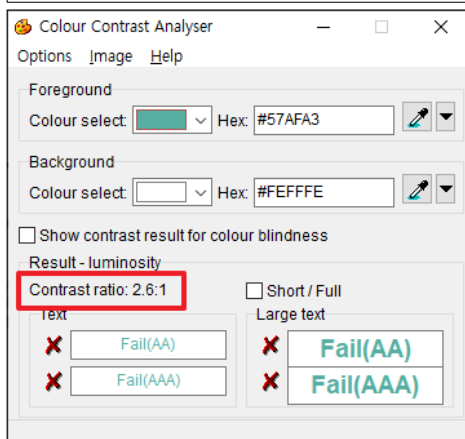 Colour Contrast Analyser
Options Image Help
Foreground
Colour select: Hex: #57AFA3
Background
Colour select: Hex: #FEFFFE
Show contrast result for colour blindness
Result - luminosity
Contrast ratio: 2.6:1
Short / Full
Text
Fail(AA)
Fail(AAA)
Large text
Fail(AA)
Fail(AAA)